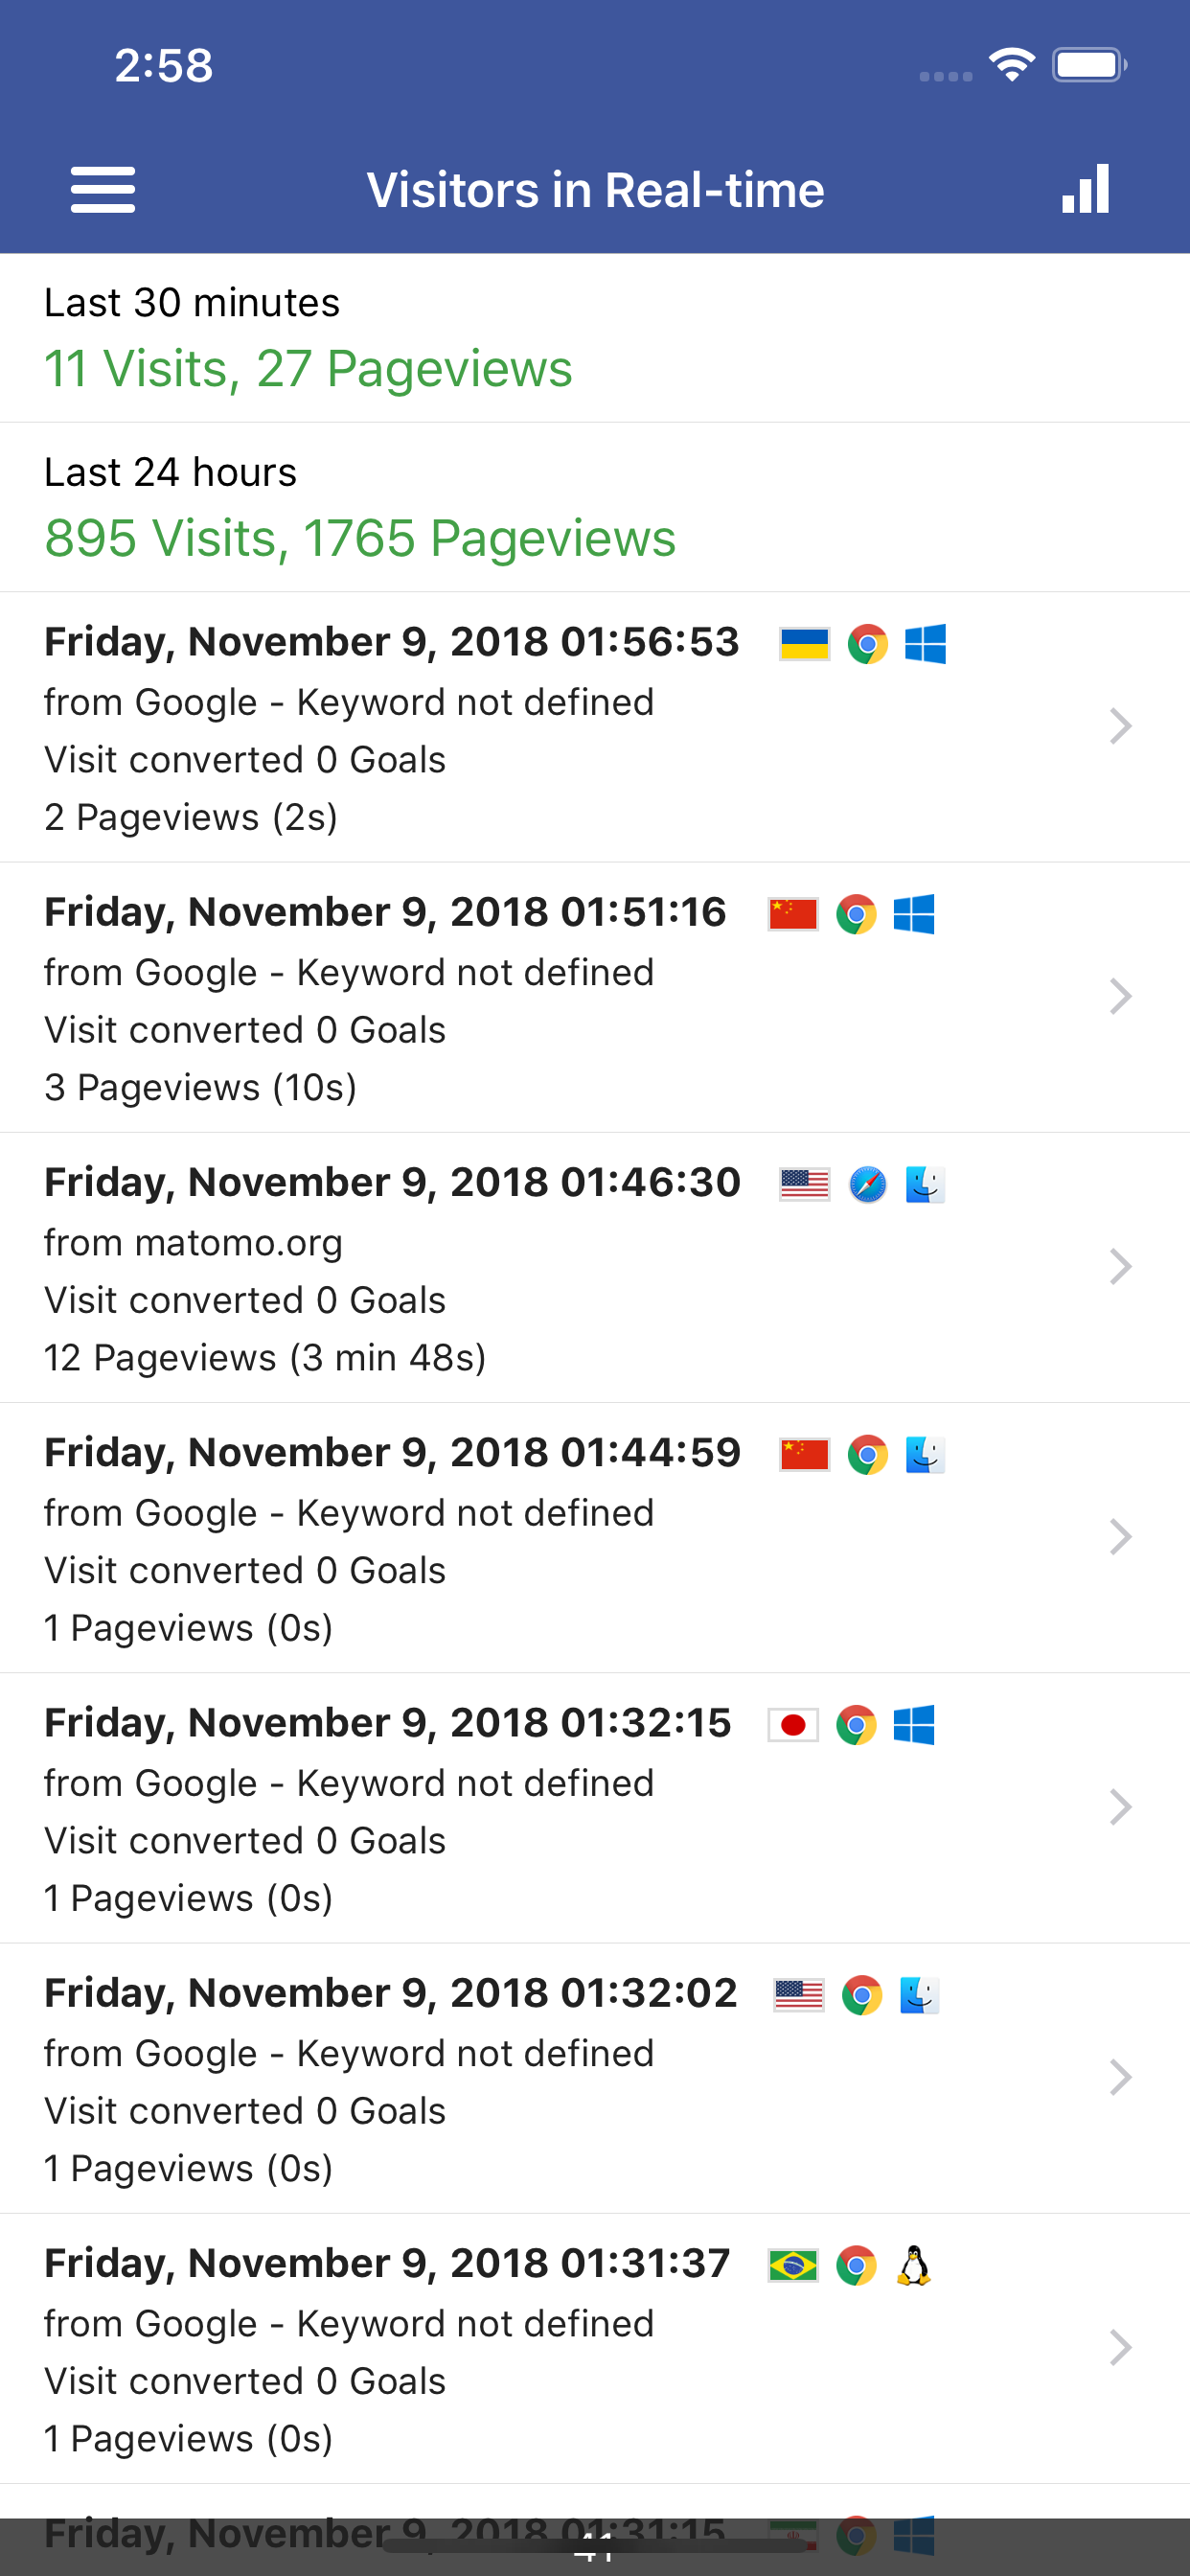 2:58
Visitors in Real-time
Last 30 minutes
11 Visits, 27 Pageviews
Last 24 hours
895 Visits, 1765 Pageviews
Friday, November 9, 2018 01:56:53
from Google - Keyword not defined
Visit converted 0 Goals
2 Pageviews (2s)
Friday, November 9, 2018 01:51:16
from Google - Keyword not defined
Visit converted 0 Goals
3 Pageviews (10s)
Friday, November 9, 2018 01:46:30
from matomo.org
Visit converted 0 Goals
12 Pageviews (3 min 48s)
Friday, November 9, 2018 01:44:59
from Google - Keyword not defined
Visit converted 0 Goals
1 Pageviews (0s)
Friday, November 9, 2018 01:32:15
from Google - Keyword not defined
Visit converted 0 Goals
1 Pageviews (0s)
Friday, November 9, 2018 01:32:02
from Google - Keyword not defined
Visit converted 0 Goals
1 Pageviews (0s)
Friday, November 9, 2018 01:31:37
from Google - Keyword not defined
Visit converted 0 Goals
1 Pageviews (0s)
Friday, November 9, 2018 01:31:15
41